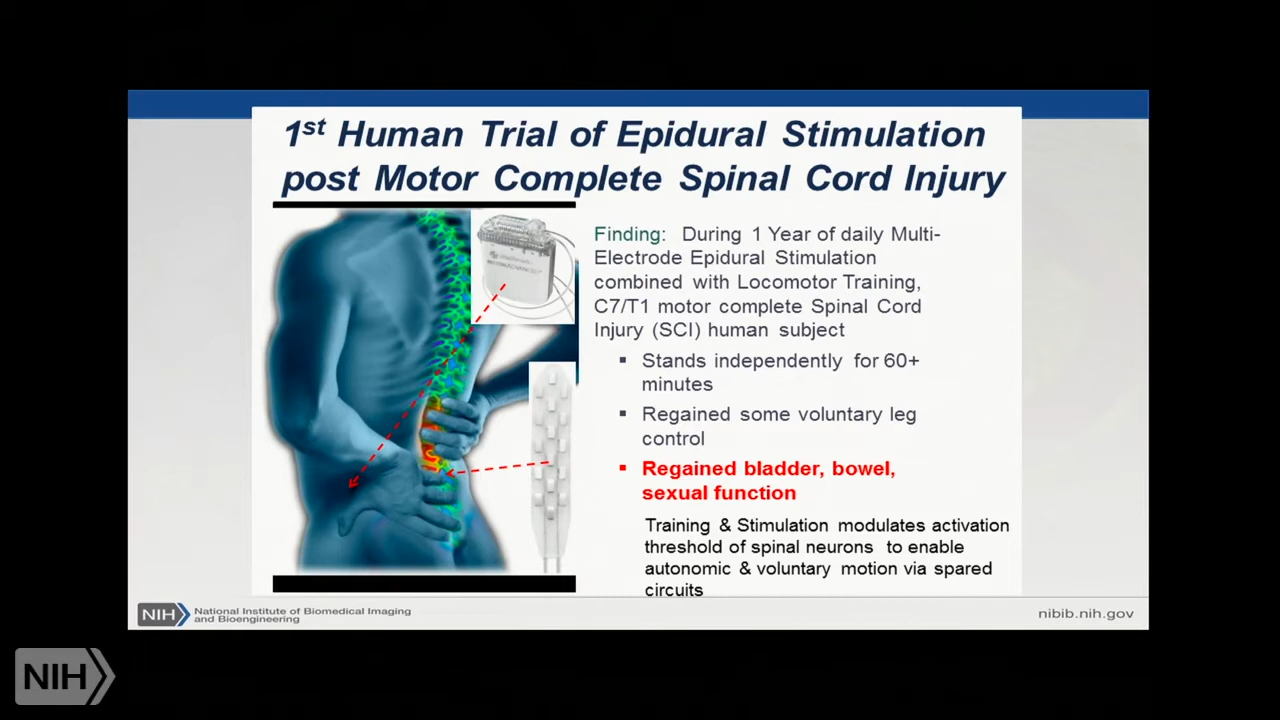 1st Human Trial of Epidural Stimulation
post Motor Complete Spinal Cord Injury
Finding: During 1 Year of daily Multi-
Electrode Epidural Stimulation
combined with Locomotor Training,
C7/T1 motor complete Spinal Cord
Injury (SCI) human subject
▪ Stands independently for 60+
minutes
▪ Regained some voluntary leg
control
▪ Regained bladder, bowel,
sexual function
Training & Stimulation modulates activation
threshold of spinal neurons to enable
autonomic & voluntary motion via spared
circuits
NIH National Institute of Biomedical Imaging
and Bioengineering
nibib.nih.gov
NIH